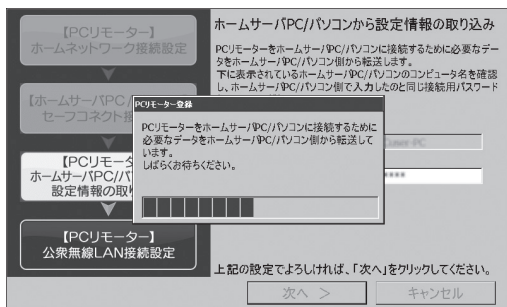 【PCリモーター】
ホームネットワーク接続設定
【ホームサーバPC/
セーフコネクト接
【PCリモータ
ホームサーバPC/パ
設定情報の取り
【PCリモーター】
公衆無線LAN接続設定
ホームサーバPC/パソコンから設定情報の取り込み
PCリモーターをホームサーバPC/パソコンに接続するために必要なデー
タをホームサーバPC/パソコン側から転送します。
下に表示されているホームサーバPC/パソコンのコンピュータ名を確認
し、ホームサーバPC/パソコン側で入力したのと同じ接続用パスワード
PCリモーター登録
PCリモーターをホームサーバPC/パソコンに接続するために
必要なデータをホームサーバPC/パソコン側から転送して
います。
しばらくお待ちください。
user-PC
****
上記の設定でよろしければ、「次へ」をクリックしてください。
次へ >
キャンセル